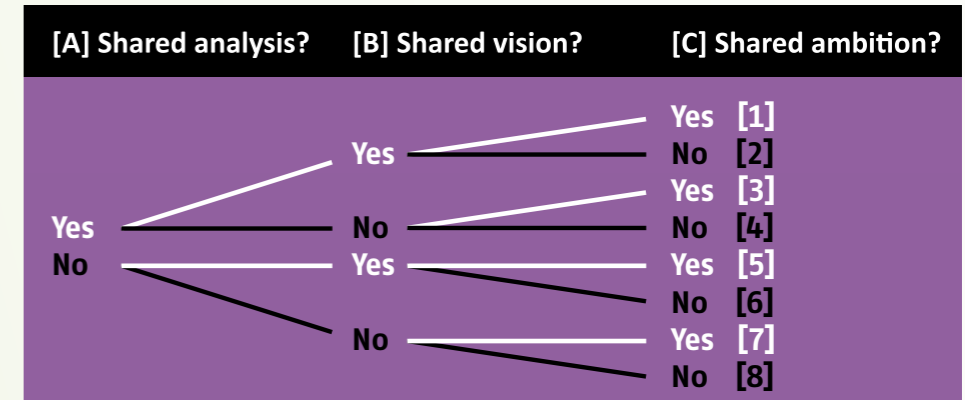 [A] Shared analysis? [B] Shared vision? [C] Shared ambition?
Yes [1]
Yes No [2]
Yes [3]
Yes No No [4]
No Yes Yes [5]
No [6]
No Yes [7]
No [8]